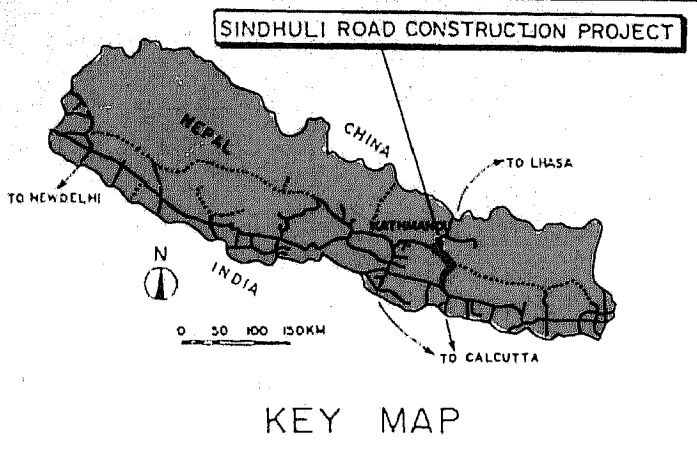 SINDHULI ROAD CONSTRUCTION PROJECT
NEPAL
CHINA
TO LHASA
TO NEWDELHI
KATHMANDU
N
INDIA
0 50 100 150KM
TO CALCUTTA
KEY MAP